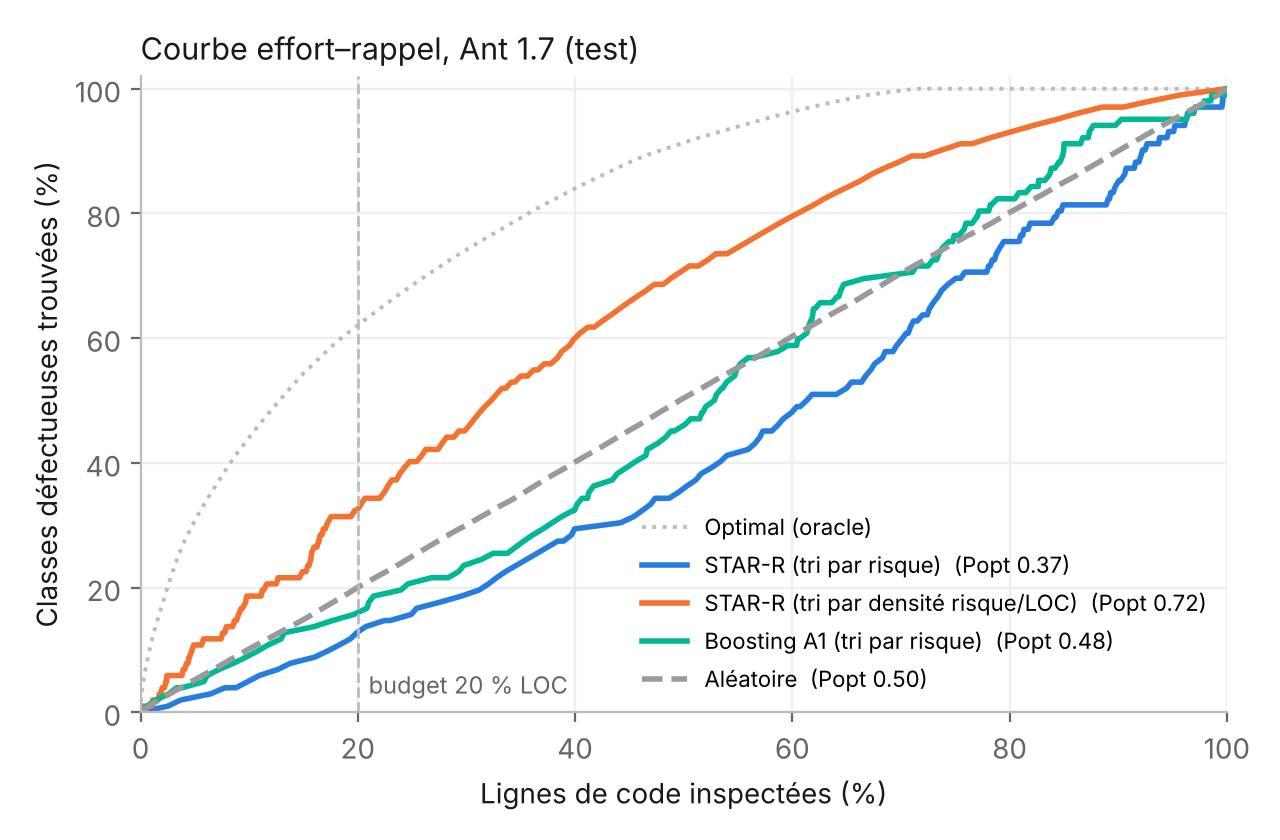 Courbe effort–rappel, Ant 1.7 (test)
Classes défectueuses trouvées (%)
100
80
60
40
20
0
budget 20 % LOC
Optimal (oracle)
STAR-R (tri par risque) (Popt 0.37)
STAR-R (tri par densité risque/LOC) (Popt 0.72)
Boosting A1 (tri par risque) (Popt 0.48)
Aléatoire (Popt 0.50)
0 20 40 60 80 100
Lignes de code inspectées (%)